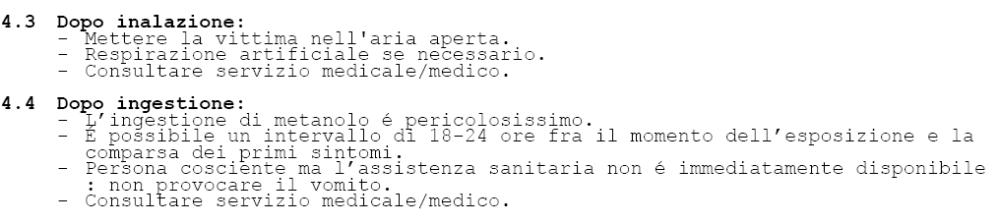 4.3 Dopo inalazione:
- Mettere la vittima nell'aria aperta.
- Respirazione artificiale se necessario.
- Consultare servizio medicale/medico.
4.4 Dopo ingestione:
- L’ingestione di metanolo é pericolosissimo.
- É possibile un intervallo di 18-24 ore fra il momento dell’esposizione e la
comparsa dei primi sintomi.
- Persona cosciente ma l’assistenza sanitaria non é immediatamente disponibile
: non provocare il vomito.
- Consultare servizio medicale/medico.